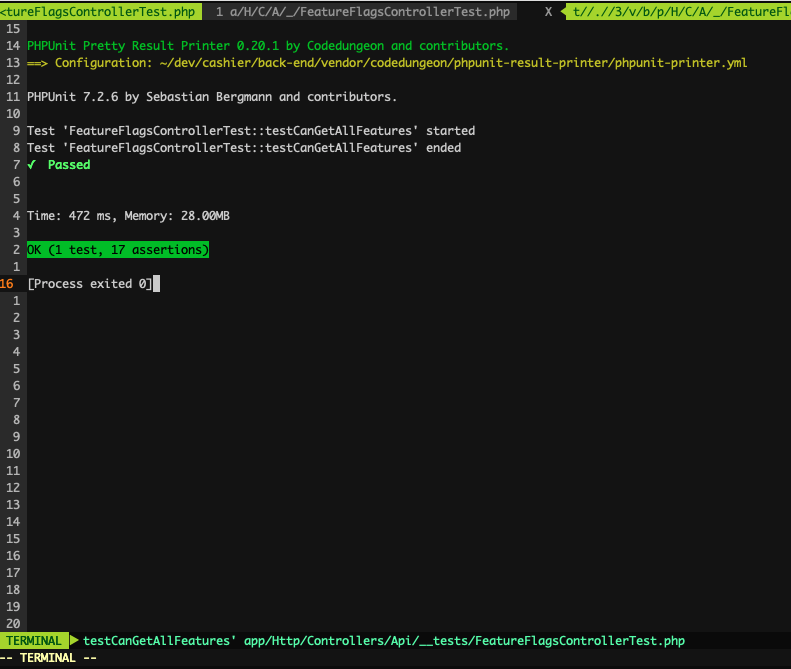 <tureFlagsControllerTest.php 1 a/H/C/A/_/FeatureFlagsControllerTest.php X t//.//3/v/b/p/H/C/A/_/FeatureFl
15
14 PHPUnit Pretty Result Printer 0.20.1 by Codedungeon and contributors.
13 ==> Configuration: ~/dev/cashier/back-end/vendor/codedungeon/phpunit-result-printer/phpunit-printer.yml
12
11 PHPUnit 7.2.6 by Sebastian Bergmann and contributors.
10
9 Test 'FeatureFlagsControllerTest::testCanGetAllFeatures' started
8 Test 'FeatureFlagsControllerTest::testCanGetAllFeatures' ended
7 ✓ Passed
6
5
4 Time: 472 ms, Memory: 28.00MB
3
2 OK (1 test, 17 assertions)
1
16 [Process exited 0]
1
2
3
4
5
6
7
8
9
10
11
12
13
14
15
16
17
18
19
20
TERMINAL testCanGetAllFeatures' app/Http/Controllers/Api/__tests/FeatureFlagsControllerTest.php
-- TERMINAL --